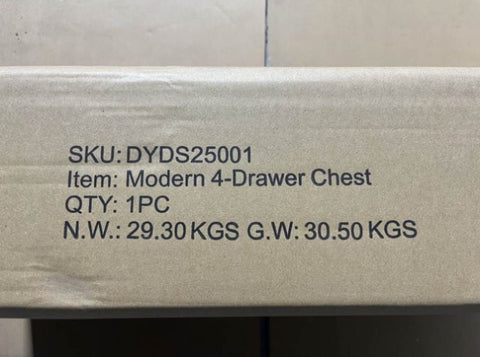 SKU: DYDS25001
Item: Modern 4-Drawer Chest
QTY: 1PC
N.W.: 29.30 KGS G.W: 30.50 KGS